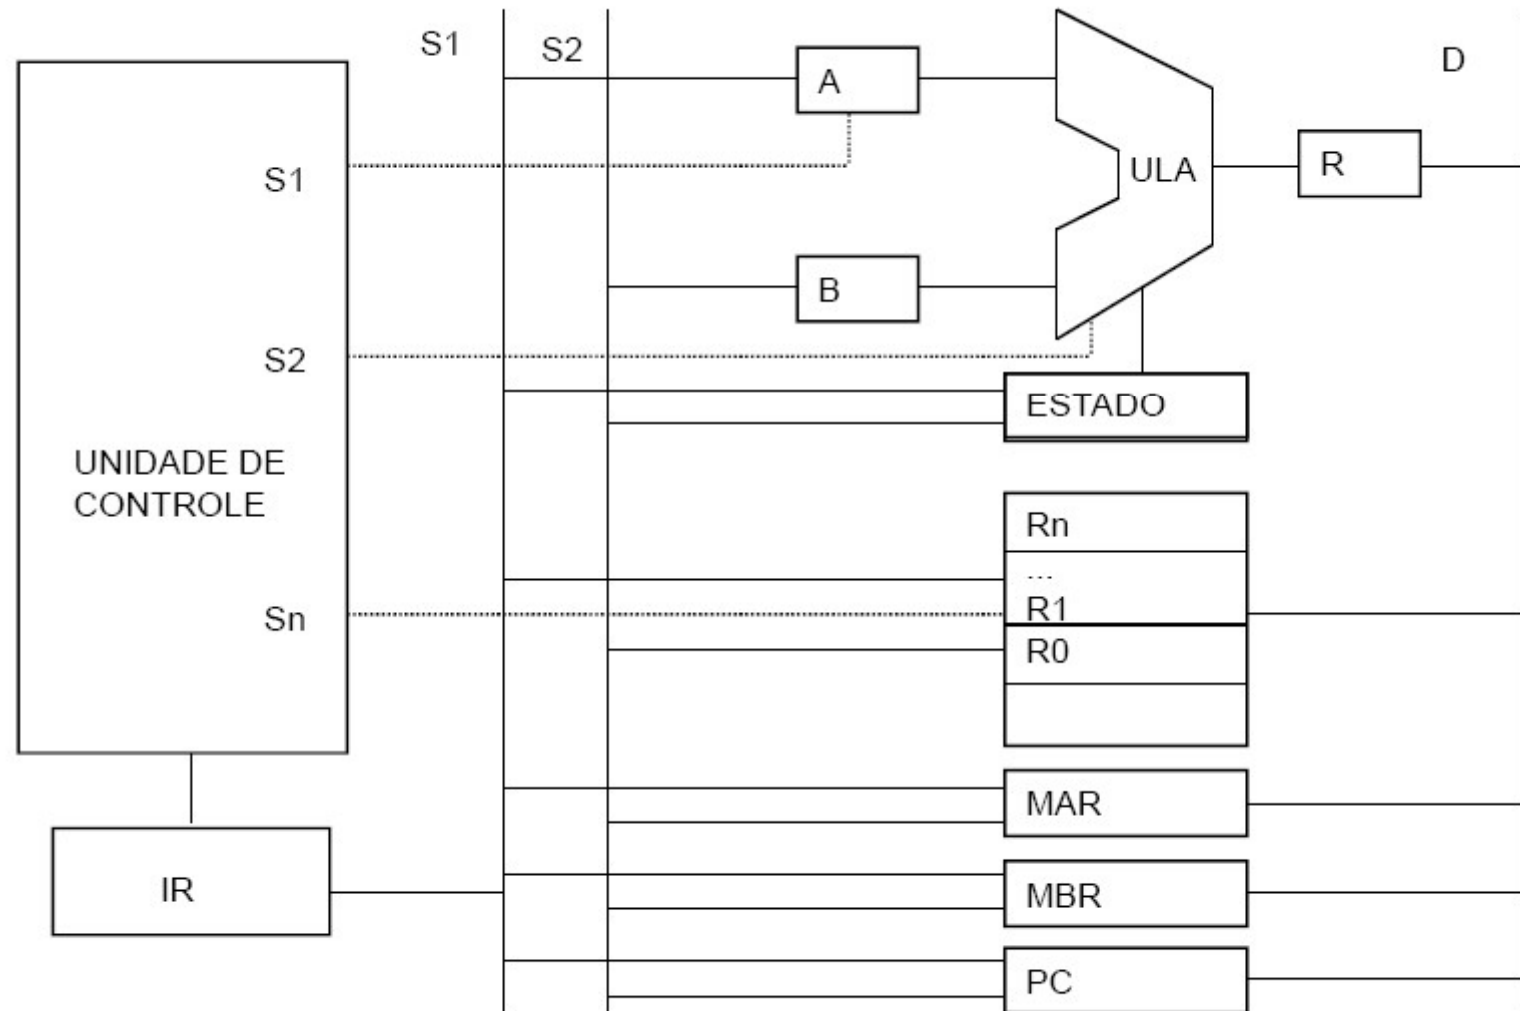 S1
S2
D
A
S1
ULA
R
B
S2
ESTADO
UNIDADE DE
CONTROLE
Rn
...
R1
Sn
R0
MAR
IR
MBR
PC